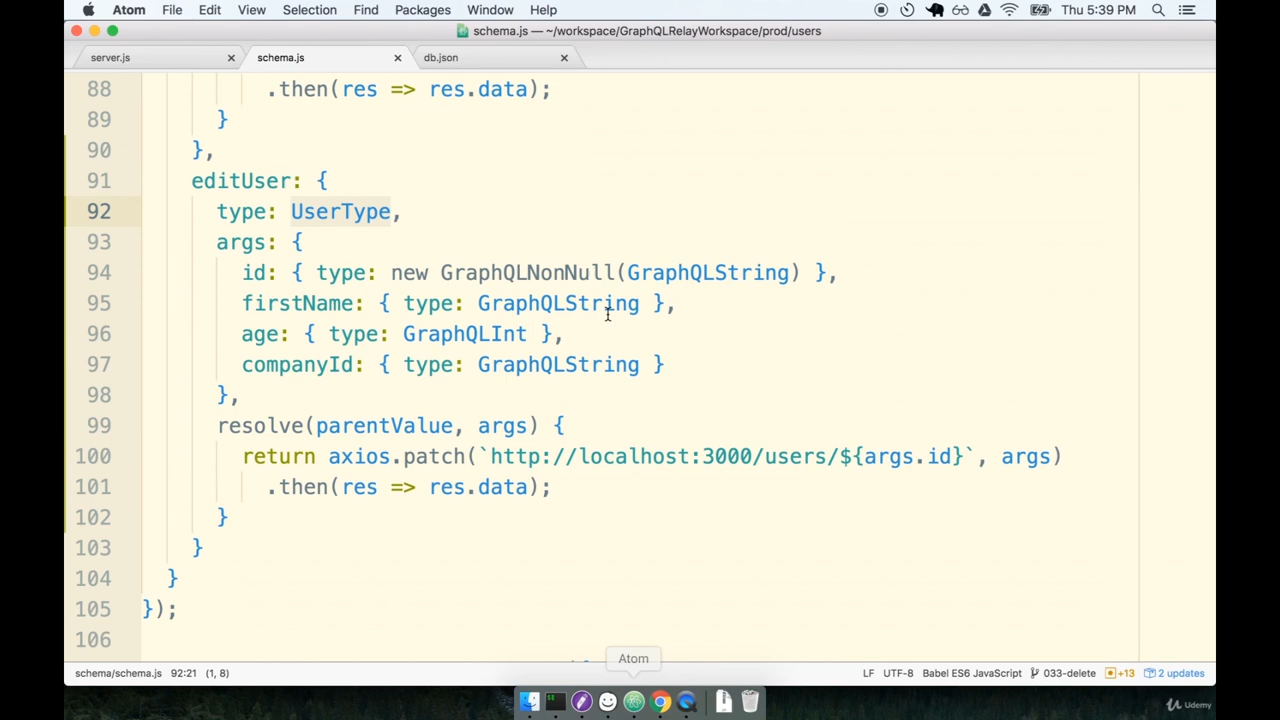 Atom File Edit View Selection Find Packages Window Help Thu 5:39 PM
schema.js — ~/workspace/GraphQLRelayWorkspace/prod/users
server.js schema.js db.json
88 .then(res => res.data);
89 }
90 },
91 editUser: {
92 type: UserType,
93 args: {
94 id: { type: new GraphQLNonNull(GraphQLString) },
95 firstName: { type: GraphQLString },
96 age: { type: GraphQLInt },
97 companyId: { type: GraphQLString }
98 },
99 resolve(parentValue, args) {
100 return axios.patch(`http://localhost:3000/users/${args.id}`, args)
101 .then(res => res.data);
102 }
103 }
104 }
105 });
106
Atom
schema/schema.js 92:21 (1, 8) LF UTF-8 Babel ES6 JavaScript 033-delete +13 2 updates
Udemy